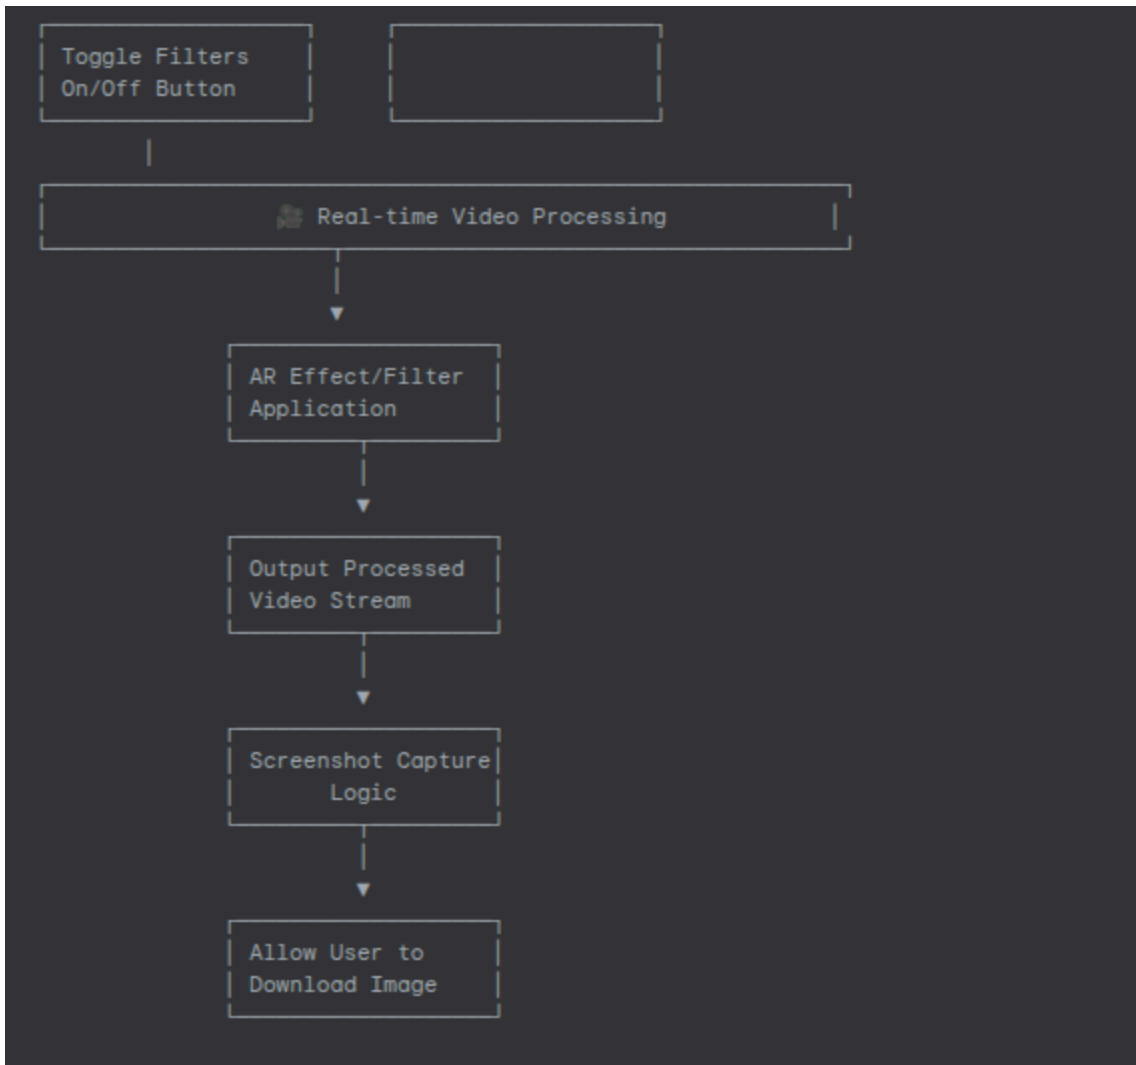 Toggle Filters
On/Off Button
🎥 Real-time Video Processing
AR Effect/Filter
Application
Output Processed
Video Stream
Screenshot Capture
Logic
Allow User to
Download Image